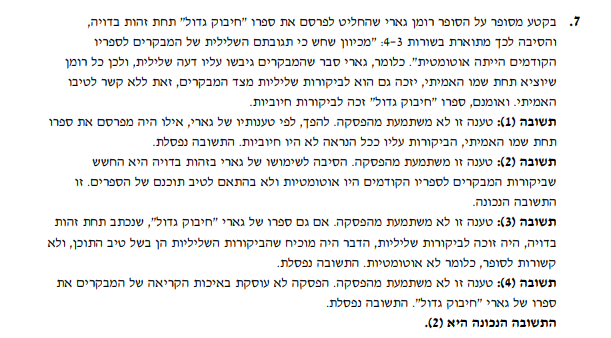 7. בקטע מסופר על הסופר רומן גארי שהחליט לפרסם את ספרו "חיבוק גדול" תחת זהות בדויה,
והסיבה לכך מתוארת בשורות 3-4: "מכיוון שחש כי תגובתם השלילית של המבקרים לספריו
הקודמים הייתה אוטומטית". כלומר, גארי סבר שהמבקרים גיבשו עליו דעה שלילית, ולכן כל רומן
שיוציא תחת שמו האמיתי, יזכה גם הוא לביקורות שליליות מצד המבקרים, זאת ללא קשר לטיבו
האמיתי. ואומנם, ספרו "חיבוק גדול" זכה לביקורות חיוביות.
תשובה (1): טענה זו לא משתמעת מהפסקה. להפך, לפי טענותיו של גארי, אילו היה מפרסם את ספרו
תחת שמו האמיתי, הביקורות עליו ככל הנראה לא היו חיוביות. התשובה נפסלת.
תשובה (2): טענה זו משתמעת מהפסקה. הסיבה לשימושו של גארי בזהות בדויה היא החשש
שביקורות המבקרים לספריו הקודמים היו אוטומטיות ולא בהתאם לטיב תוכנם של הספרים. זו
התשובה הנכונה.
תשובה (3): טענה זו לא משתמעת מהפסקה. אם גם ספרו של גארי "חיבוק גדול", שנכתב תחת זהות
בדויה, היה זוכה לביקורות שליליות, הדבר היה מוכיח שהביקורות השליליות הן בשל טיב התוכן, ולא
קשורות לסופר, כלומר לא אוטומטיות. התשובה נפסלת.
תשובה (4): טענה זו לא משתמעת מהפסקה. הפסקה לא עוסקת באיכות הקריאה של המבקרים את
ספרו של גארי "חיבוק גדול". התשובה נפסלת.
התשובה הנכונה היא (2).